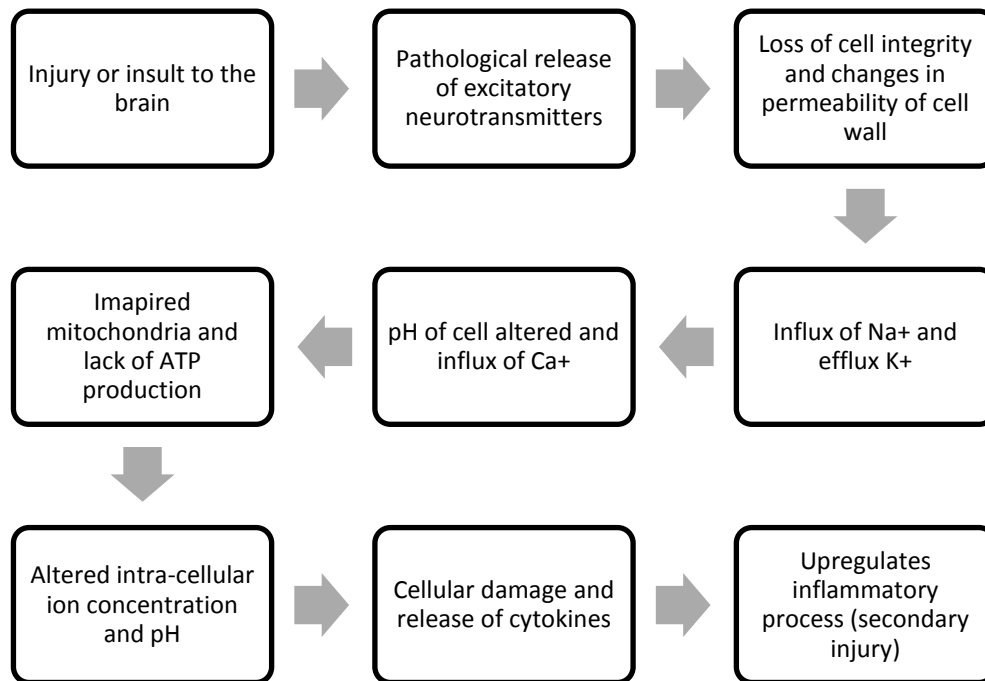 Injury or insult to the
brain
Pathological release
of excitatory
neurotransmitters
Loss of cell integrity
and changes in
permeability of cell
wall
Influx of Na+ and
efflux K+
pH of cell altered and
influx of Ca+
Imapired
mitochondria and
lack of ATP
production
Altered intra-cellular
ion concentration
and pH
Cellular damage and
release of cytokines
Upregulates
inflammatory
process (secondary
injury)